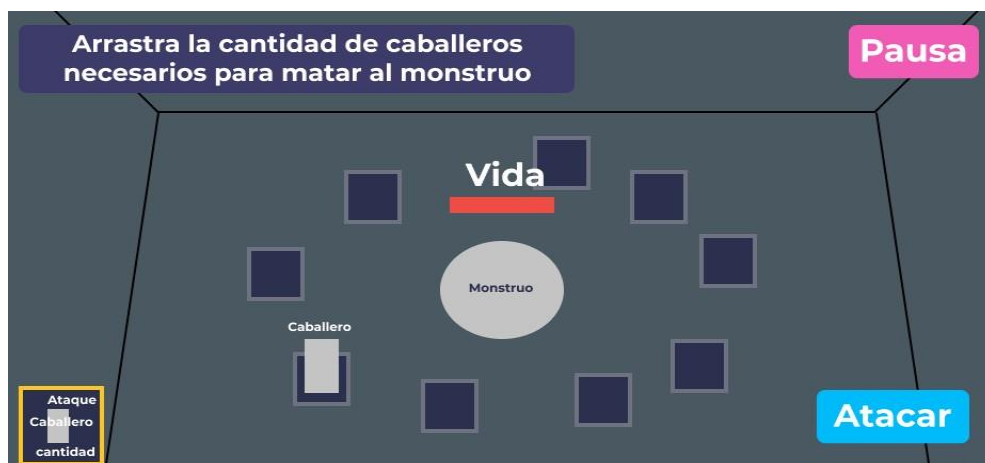 Arrastra la cantidad de caballeros
necesarios para matar al monstruo
Pausa
Vida
Monstruo
Caballero
Ataque
Caballero
cantidad
Atacar